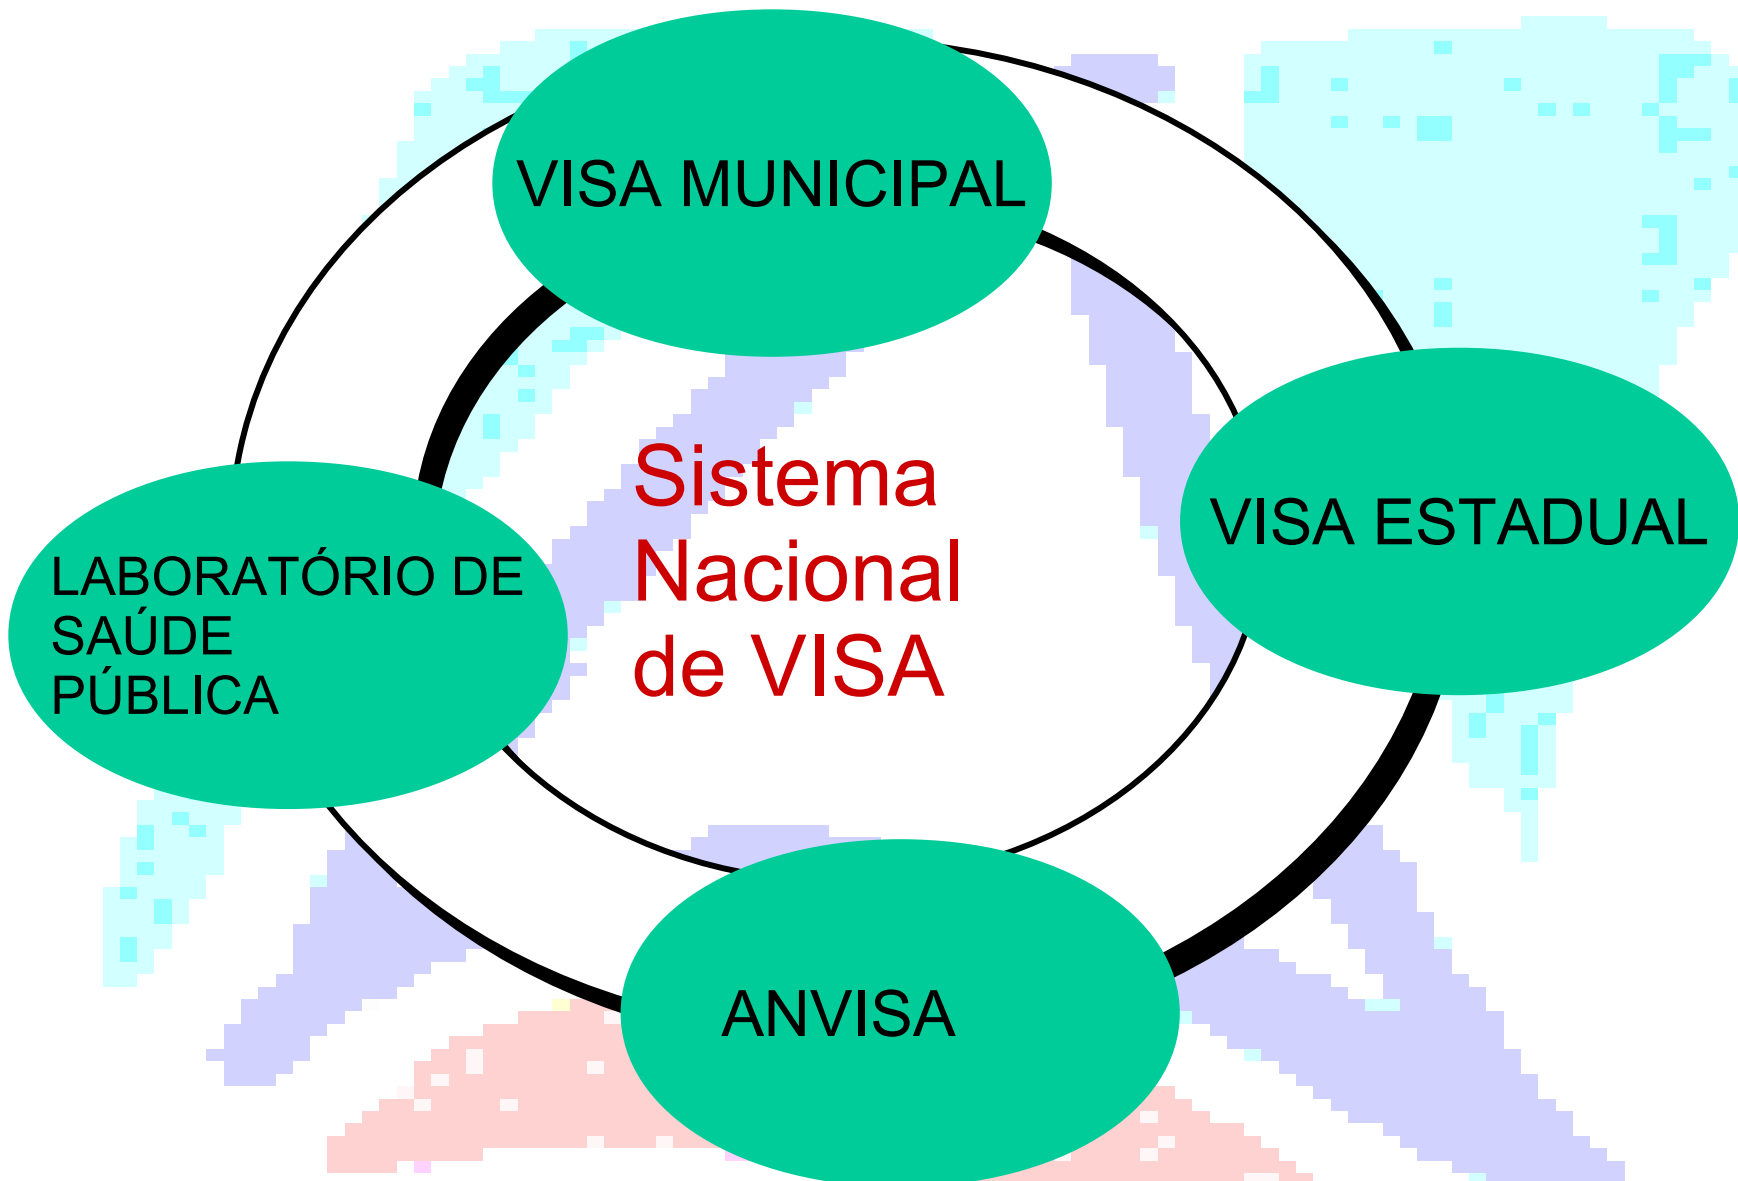 VISA MUNICIPAL
VISA ESTADUAL
Sistema
Nacional
de VISA
LABORATÓRIO DE
SAÚDE
PÚBLICA
ANVISA